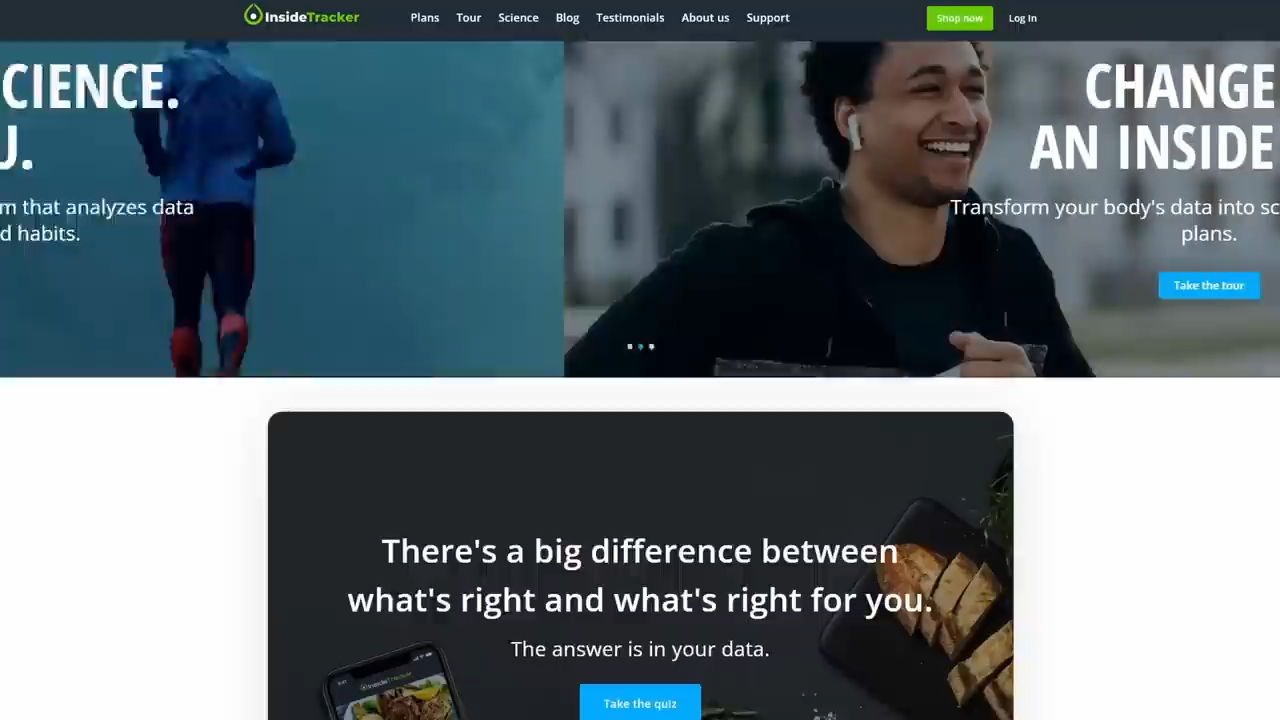 InsideTracker
Plans Tour Science Blog Testimonials About us Support
Shop now Log In
CIENCE.
U.
m that analyzes data
d habits.
CHANGE
AN INSIDE
Transform your body's data into sc
plans.
Take the tour
There's a big difference between
what's right and what's right for you.
The answer is in your data.
InsideTracker
Take the quiz